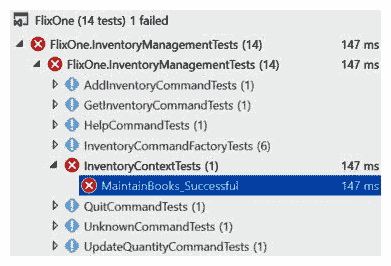 FlixOne (14 tests) 1 failed
FlixOne.InventoryManagementTests (14) 147 ms
FlixOne.InventoryManagementTests (14) 147 ms
AddInventoryCommandTests (1)
GetInventoryCommandTests (1)
HelpCommandTests (1)
InventoryCommandFactoryTests (6)
InventoryContextTests (1) 147 ms
MaintainBooks_Successful 147 ms
QuitCommandTests (1)
UnknownCommandTests (1)
UpdateQuantityCommandTests (1)